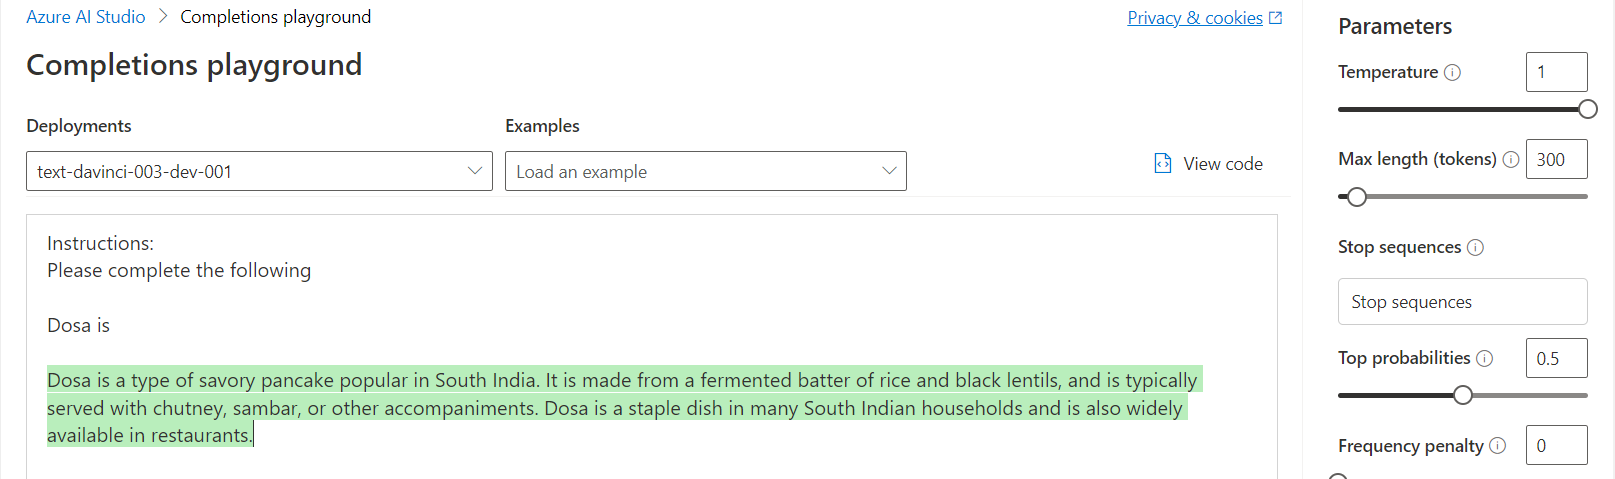 Azure AI Studio > Completions playground
Privacy & cookies
Completions playground
Deployments
Examples
text-davinci-003-dev-001
Load an example
View code
Instructions:
Please complete the following
Dosa is
Dosa is a type of savory pancake popular in South India. It is made from a fermented batter of rice and black lentils, and is typically
served with chutney, sambar, or other accompaniments. Dosa is a staple dish in many South Indian households and is also widely
available in restaurants.
Parameters
Temperature
1
Max length (tokens)
300
Stop sequences
Stop sequences
Top probabilities
0.5
Frequency penalty
0